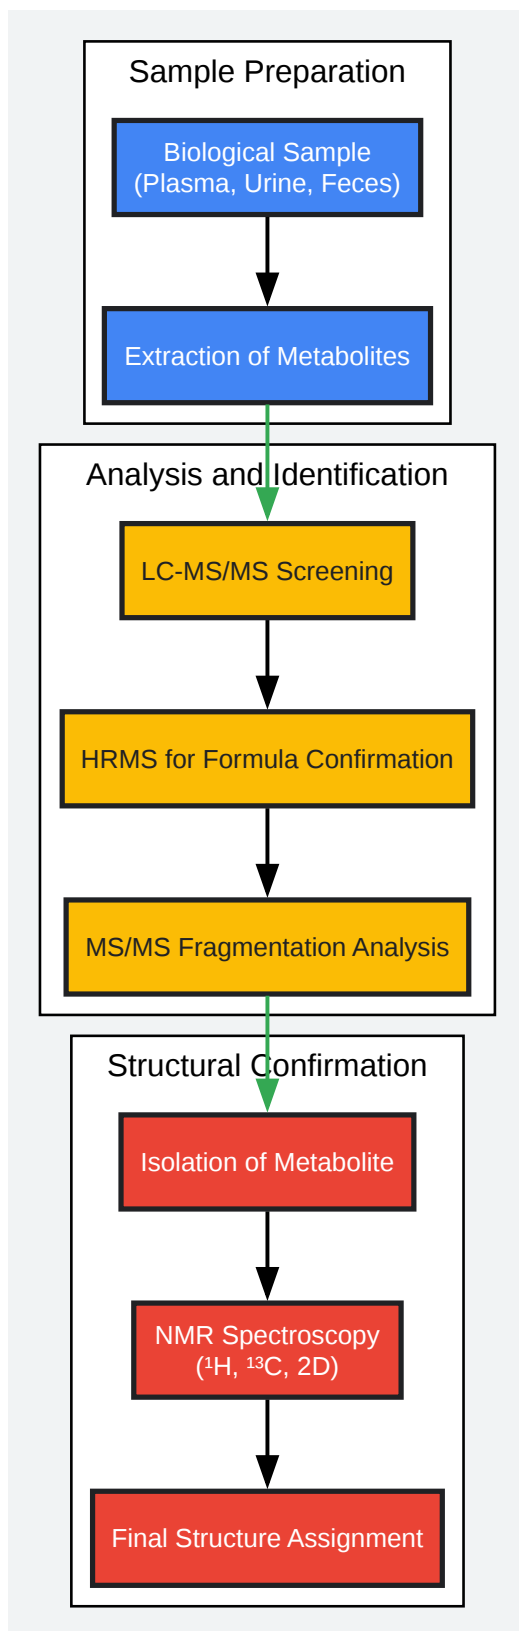 Sample Preparation
Biological Sample
(Plasma, Urine, Feces)
Extraction of Metabolites
Analysis and Identification
LC-MS/MS Screening
HRMS for Formula Confirmation
MS/MS Fragmentation Analysis
Structural Confirmation
Isolation of Metabolite
NMR Spectroscopy
(¹H, ¹³C, 2D)
Final Structure Assignment